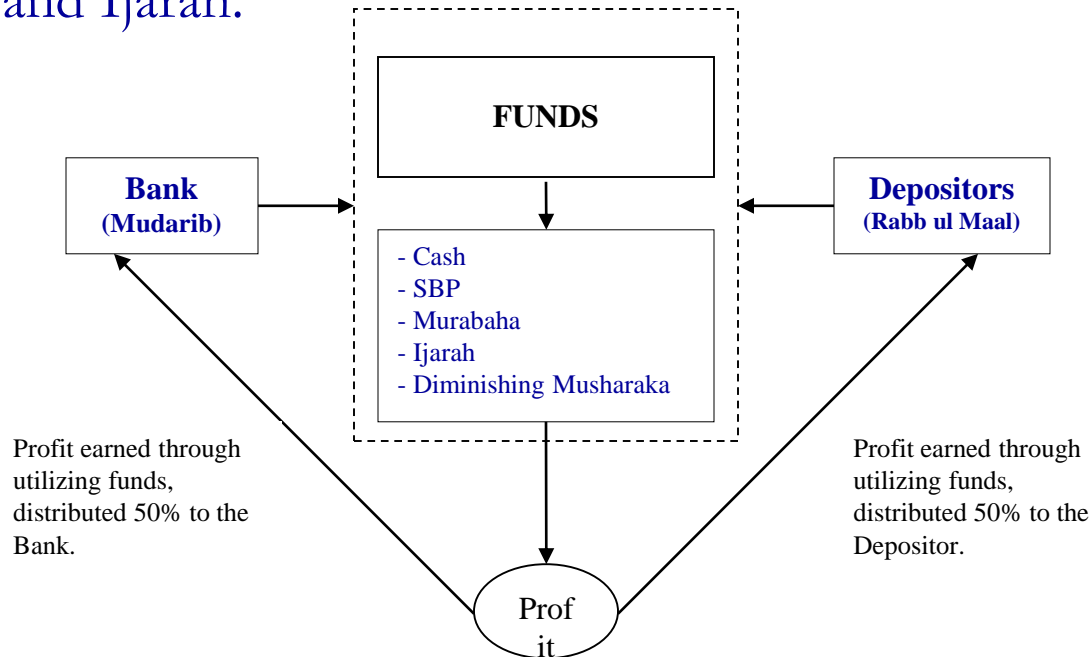 and Ijarah.
FUNDS
Bank
(Mudarib)
Depositors
(Rabb ul Maal)
- Cash
- SBP
- Murabaha
- Ijarah
- Diminishing Musharaka
Profit earned through
utilizing funds,
distributed 50% to the
Bank.
Profit earned through
utilizing funds,
distributed 50% to the
Depositor.
Prof
it